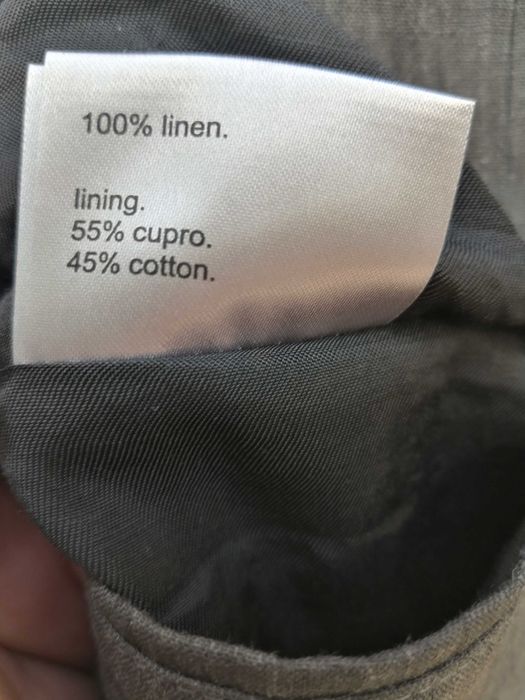 100% linen.
lining.
55% cupro.
45% cotton.